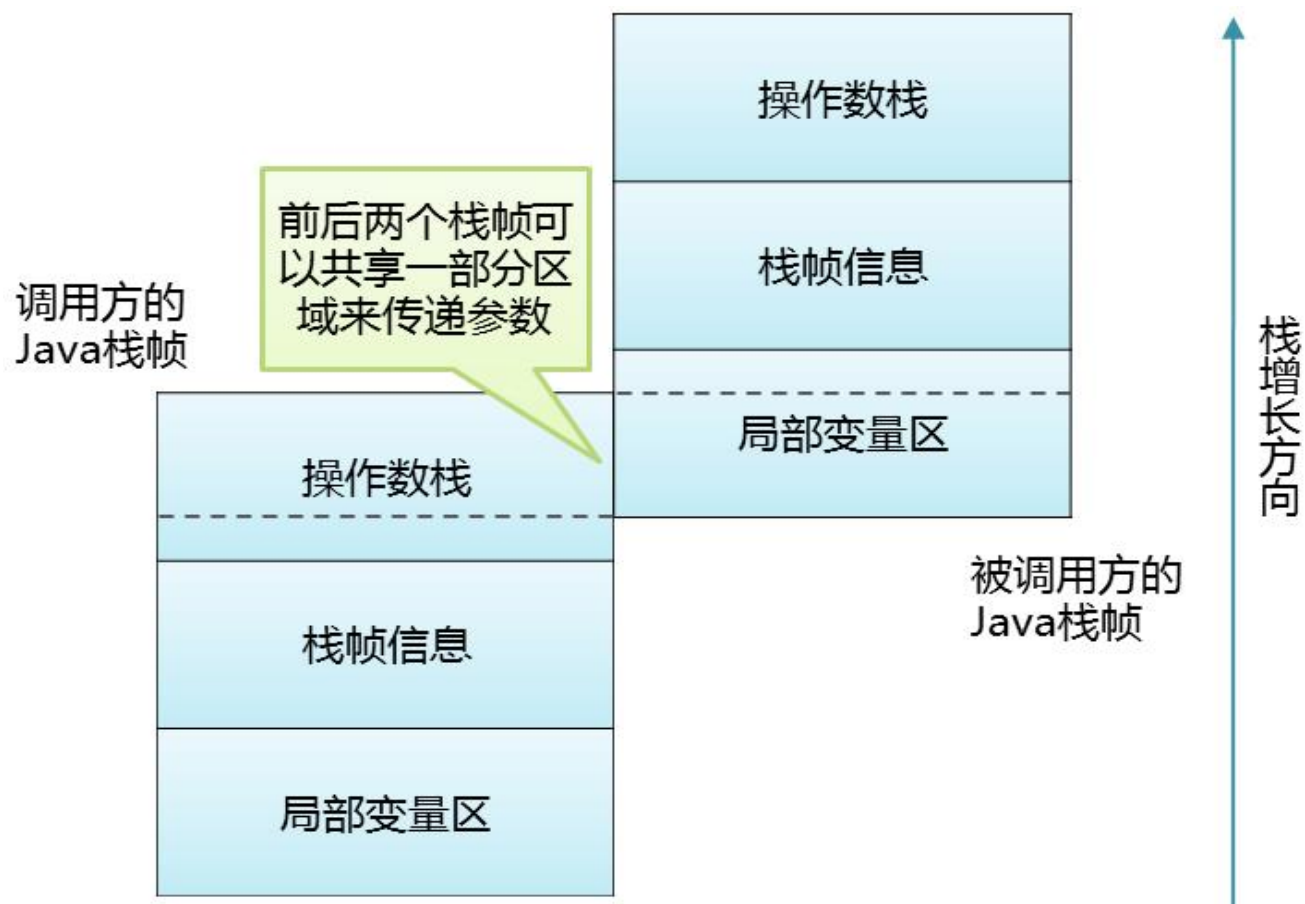 操作数栈
前后两个栈帧可
以共享一部分区
域来传递参数
栈帧信息
调用方的
Java栈帧
局部变量区
操作数栈
栈增长方向
被调用方的
Java栈帧
栈帧信息
局部变量区